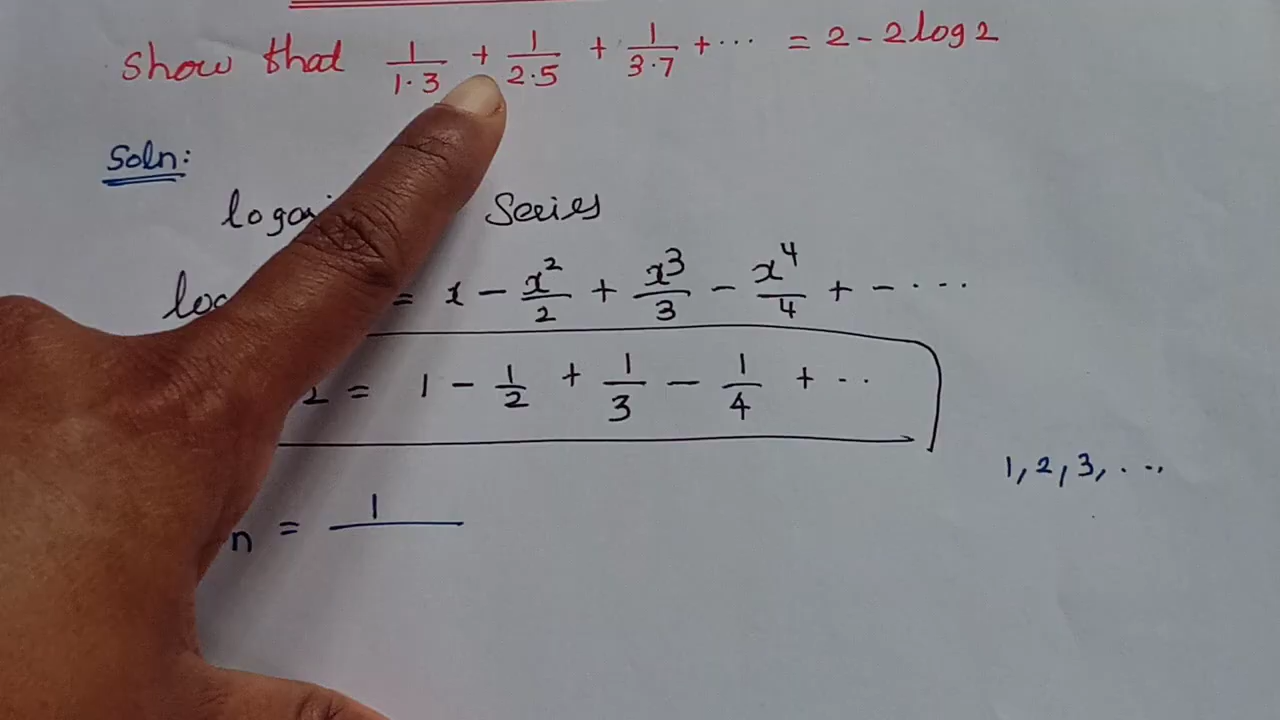 show that 1/1·3 + 1/2·5 + 1/3·7 + ··· = 2 - 2log2
Soln:
Series
= x - x²/2 + x³/3 - x⁴/4 + - ···
2 = 1 - 1/2 + 1/3 - 1/4 + ··
1, 2, 3, ...
n = 1/